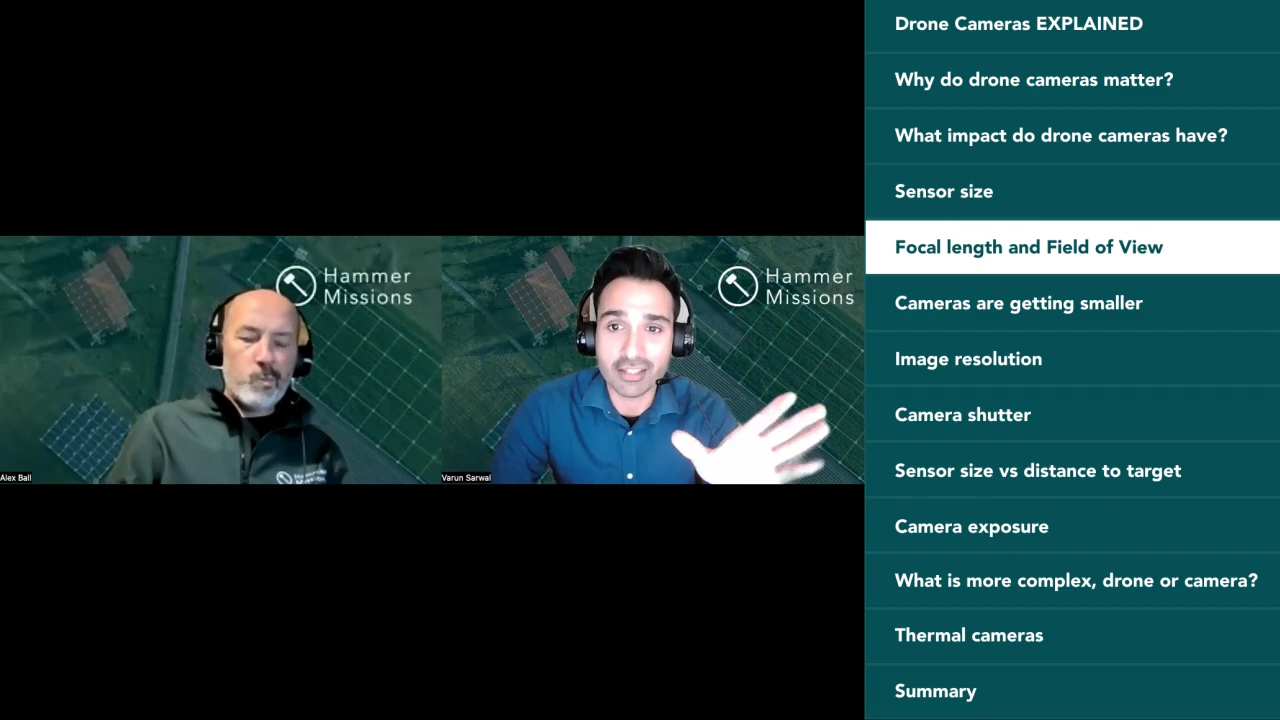 Hammer
Missions
Alex Ball
Hammer
Missions
Varun Sarwal
Drone Cameras EXPLAINED
Why do drone cameras matter?
What impact do drone cameras have?
Sensor size
Focal length and Field of View
Cameras are getting smaller
Image resolution
Camera shutter
Sensor size vs distance to target
Camera exposure
What is more complex, drone or camera?
Thermal cameras
Summary